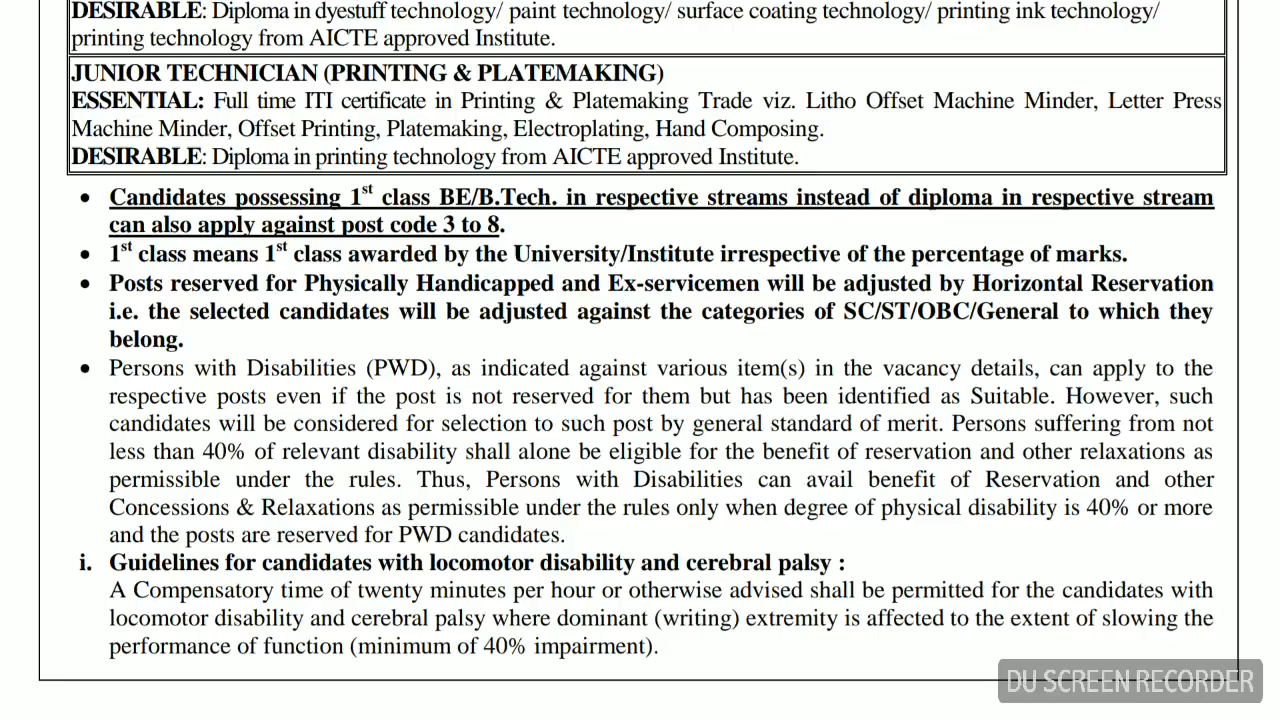 DESIRABLE: Diploma in dyestuff technology/ paint technology/ surface coating technology/ printing ink technology/
printing technology from AICTE approved Institute.
JUNIOR TECHNICIAN (PRINTING & PLATEMAKING)
ESSENTIAL: Full time ITI certificate in Printing & Platemaking Trade viz. Litho Offset Machine Minder, Letter Press
Machine Minder, Offset Printing, Platemaking, Electroplating, Hand Composing.
DESIRABLE: Diploma in printing technology from AICTE approved Institute.
• Candidates possessing 1st class BE/B.Tech. in respective streams instead of diploma in respective stream
can also apply against post code 3 to 8.
• 1st class means 1st class awarded by the University/Institute irrespective of the percentage of marks.
• Posts reserved for Physically Handicapped and Ex-servicemen will be adjusted by Horizontal Reservation
i.e. the selected candidates will be adjusted against the categories of SC/ST/OBC/General to which they
belong.
• Persons with Disabilities (PWD), as indicated against various item(s) in the vacancy details, can apply to the
respective posts even if the post is not reserved for them but has been identified as Suitable. However, such
candidates will be considered for selection to such post by general standard of merit. Persons suffering from not
less than 40% of relevant disability shall alone be eligible for the benefit of reservation and other relaxations as
permissible under the rules. Thus, Persons with Disabilities can avail benefit of Reservation and other
Concessions & Relaxations as permissible under the rules only when degree of physical disability is 40% or more
and the posts are reserved for PWD candidates.
i. Guidelines for candidates with locomotor disability and cerebral palsy :
A Compensatory time of twenty minutes per hour or otherwise advised shall be permitted for the candidates with
locomotor disability and cerebral palsy where dominant (writing) extremity is affected to the extent of slowing the
performance of function (minimum of 40% impairment).
DU SCREEN RECORDER